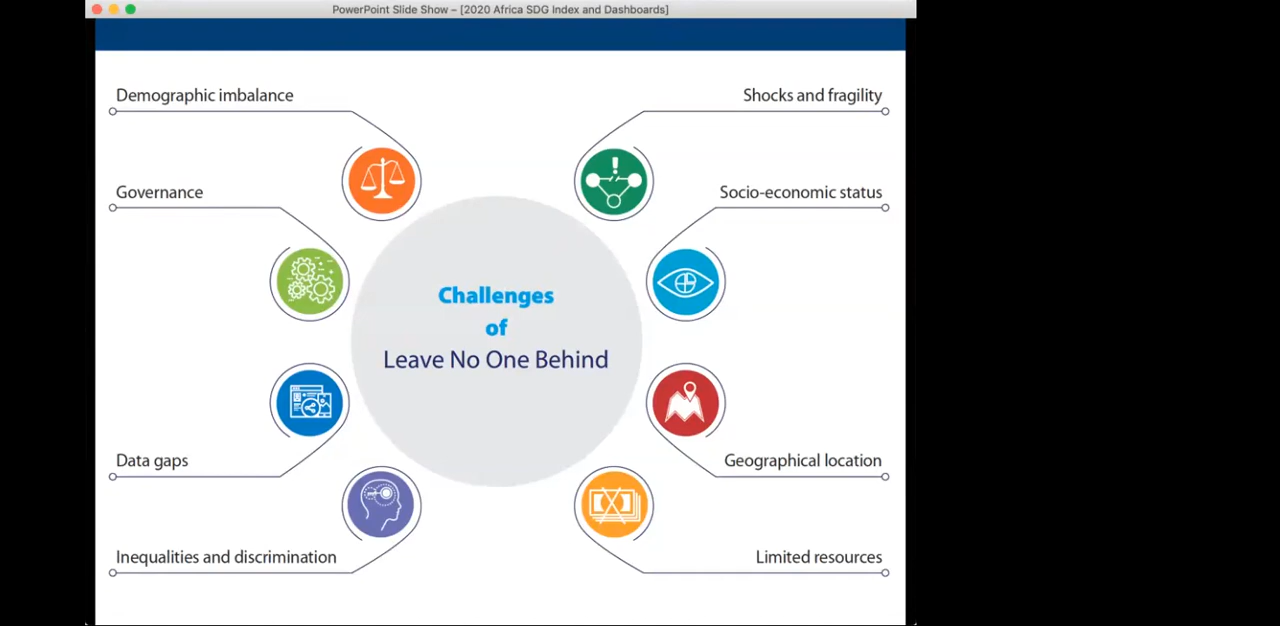 PowerPoint Slide Show – [2020 Africa SDG Index and Dashboards]
Demographic imbalance
Shocks and fragility
Governance
Socio-economic status
Challenges
of
Leave No One Behind
Data gaps
Geographical location
Inequalities and discrimination
Limited resources